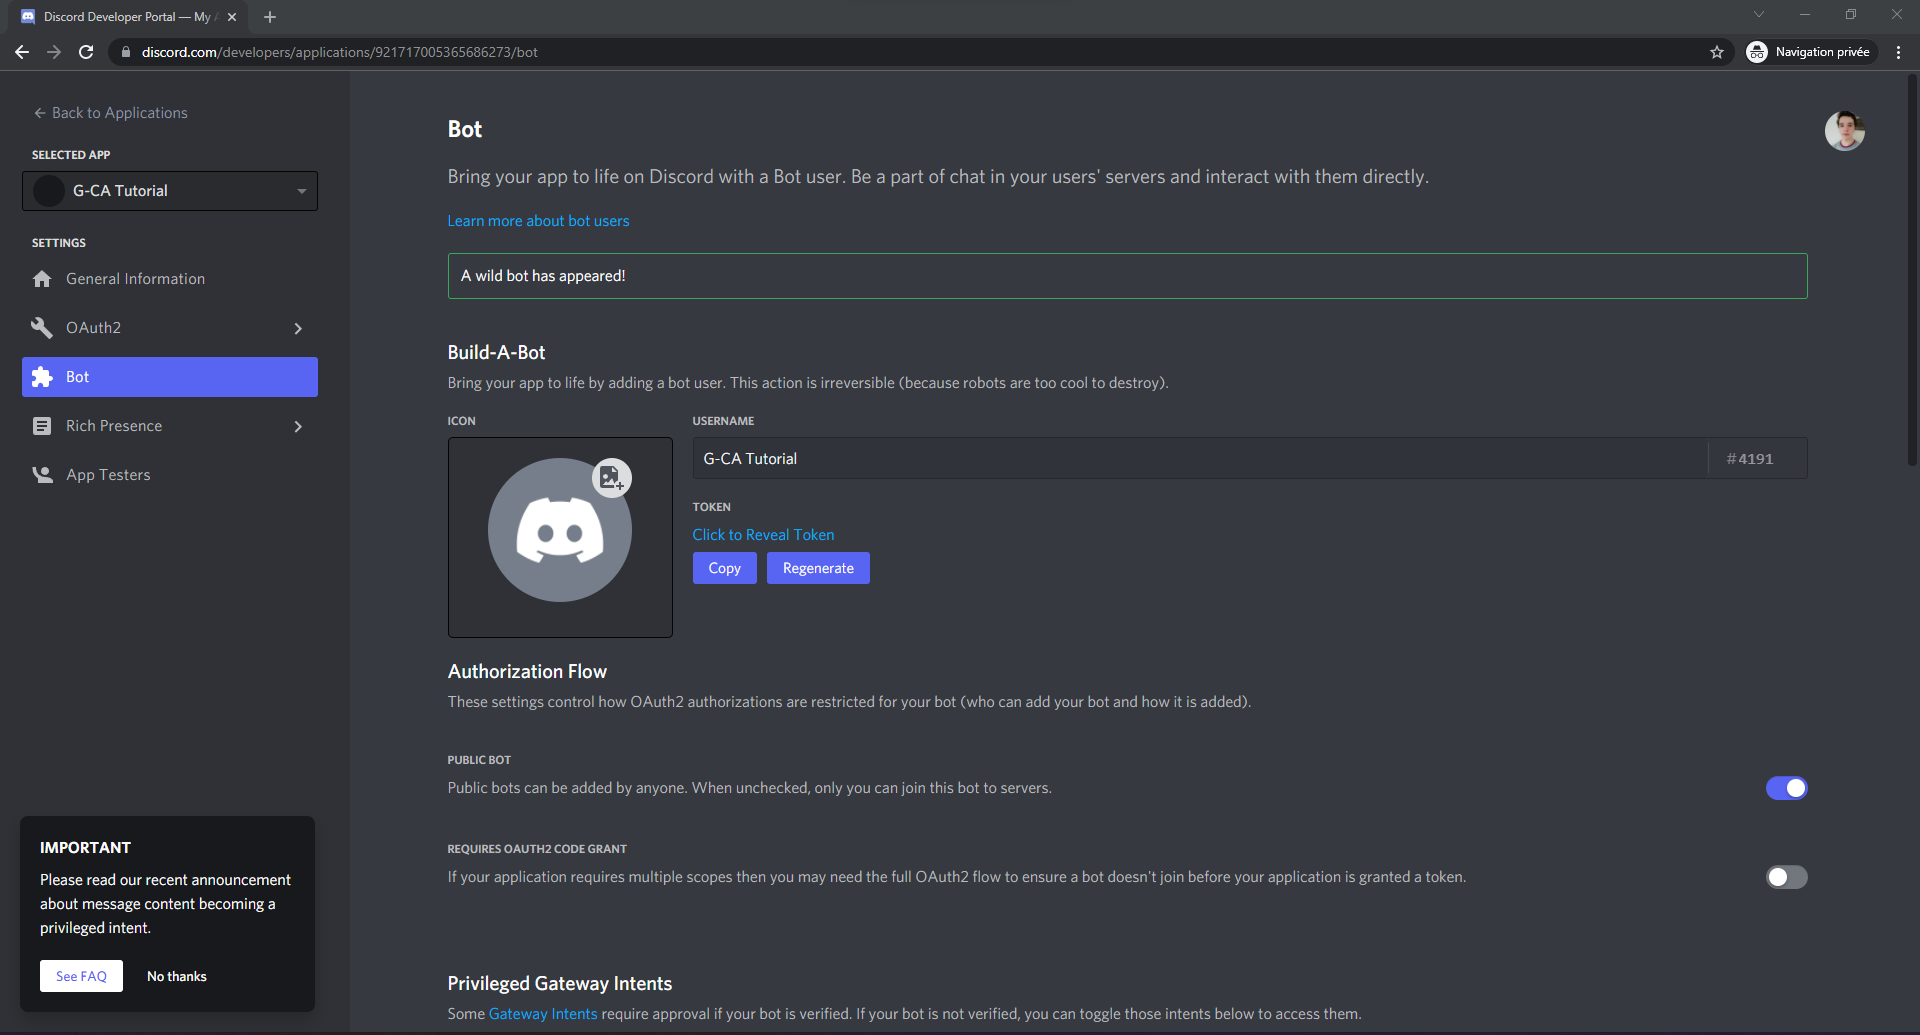 Discord Developer Portal — My A
discord.com/developers/applications/921717005365686273/bot
Navigation privée
Back to Applications
SELECTED APP
G-CA Tutorial
SETTINGS
General Information
OAuth2
Bot
Rich Presence
App Testers
IMPORTANT
Please read our recent announcement
about message content becoming a
privileged intent.
See FAQ
No thanks
Bot
Bring your app to life on Discord with a Bot user. Be a part of chat in your users' servers and interact with them directly.
Learn more about bot users
A wild bot has appeared!
Build-A-Bot
Bring your app to life by adding a bot user. This action is irreversible (because robots are too cool to destroy).
ICON
USERNAME
G-CA Tutorial
#4191
TOKEN
Click to Reveal Token
Copy
Regenerate
Authorization Flow
These settings control how OAuth2 authorizations are restricted for your bot (who can add your bot and how it is added).
PUBLIC BOT
Public bots can be added by anyone. When unchecked, only you can join this bot to servers.
REQUIRES OAUTH2 CODE GRANT
If your application requires multiple scopes then you may need the full OAuth2 flow to ensure a bot doesn't join before your application is granted a token.
Privileged Gateway Intents
Some Gateway Intents require approval if your bot is verified. If your bot is not verified, you can toggle those intents below to access them.